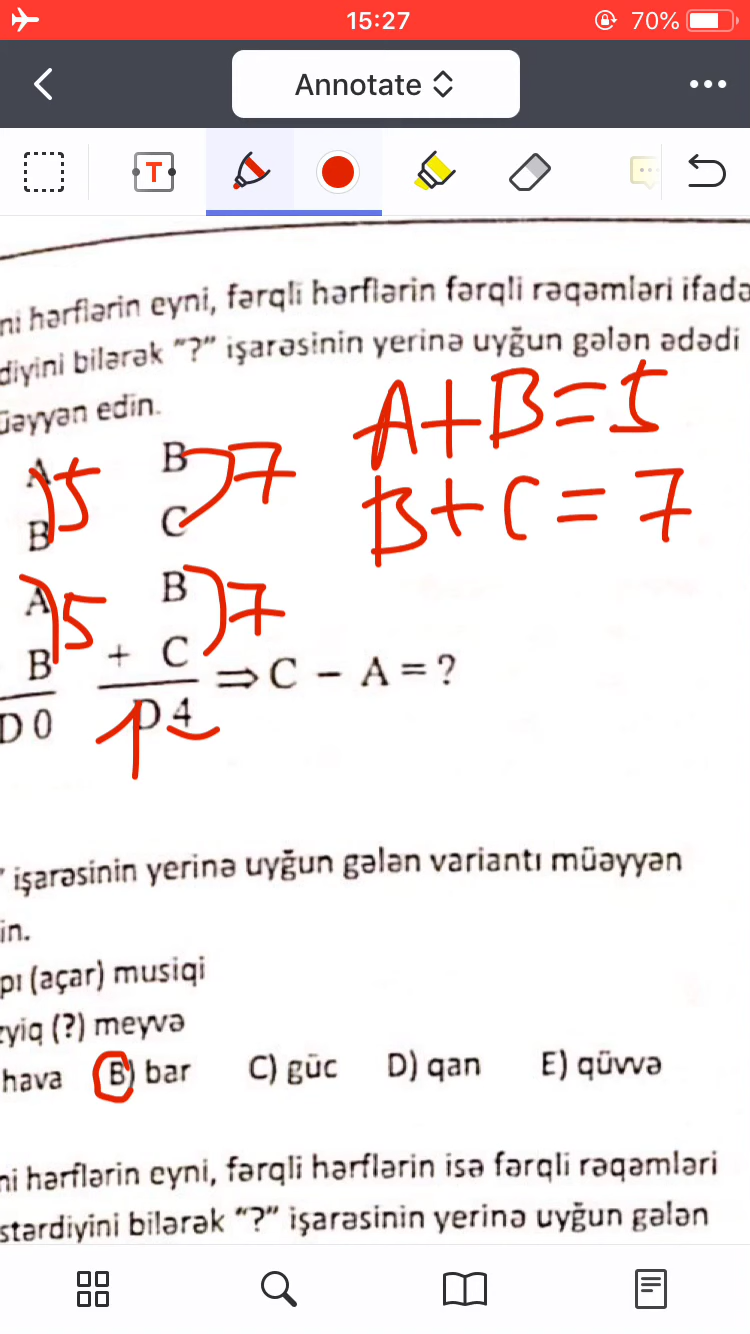 15:27
70%
Annotate
T
ni hərflərin eyni, fərqli hərflərin fərqli rəqəmləri ifadə
diyini bilərək “?” işarəsinin yerinə uyğun gələn ədədi
üəyyən edin.
A+B=5
A 5 B 7
B+C=7
B C
A 5 B 7
B + C ⇒ C − A = ?
D 0 1 D 4
” işarəsinin yerinə uyğun gələn variantı müəyyən
in.
pı (açar) musiqi
zyiq (?) meyvə
hava B) bar C) güc D) qan E) qüvvə
ni hərflərin eyni, fərqli hərflərin isə fərqli rəqəmləri
stərdiyini bilərək “?” işarəsinin yerinə uyğun gələn